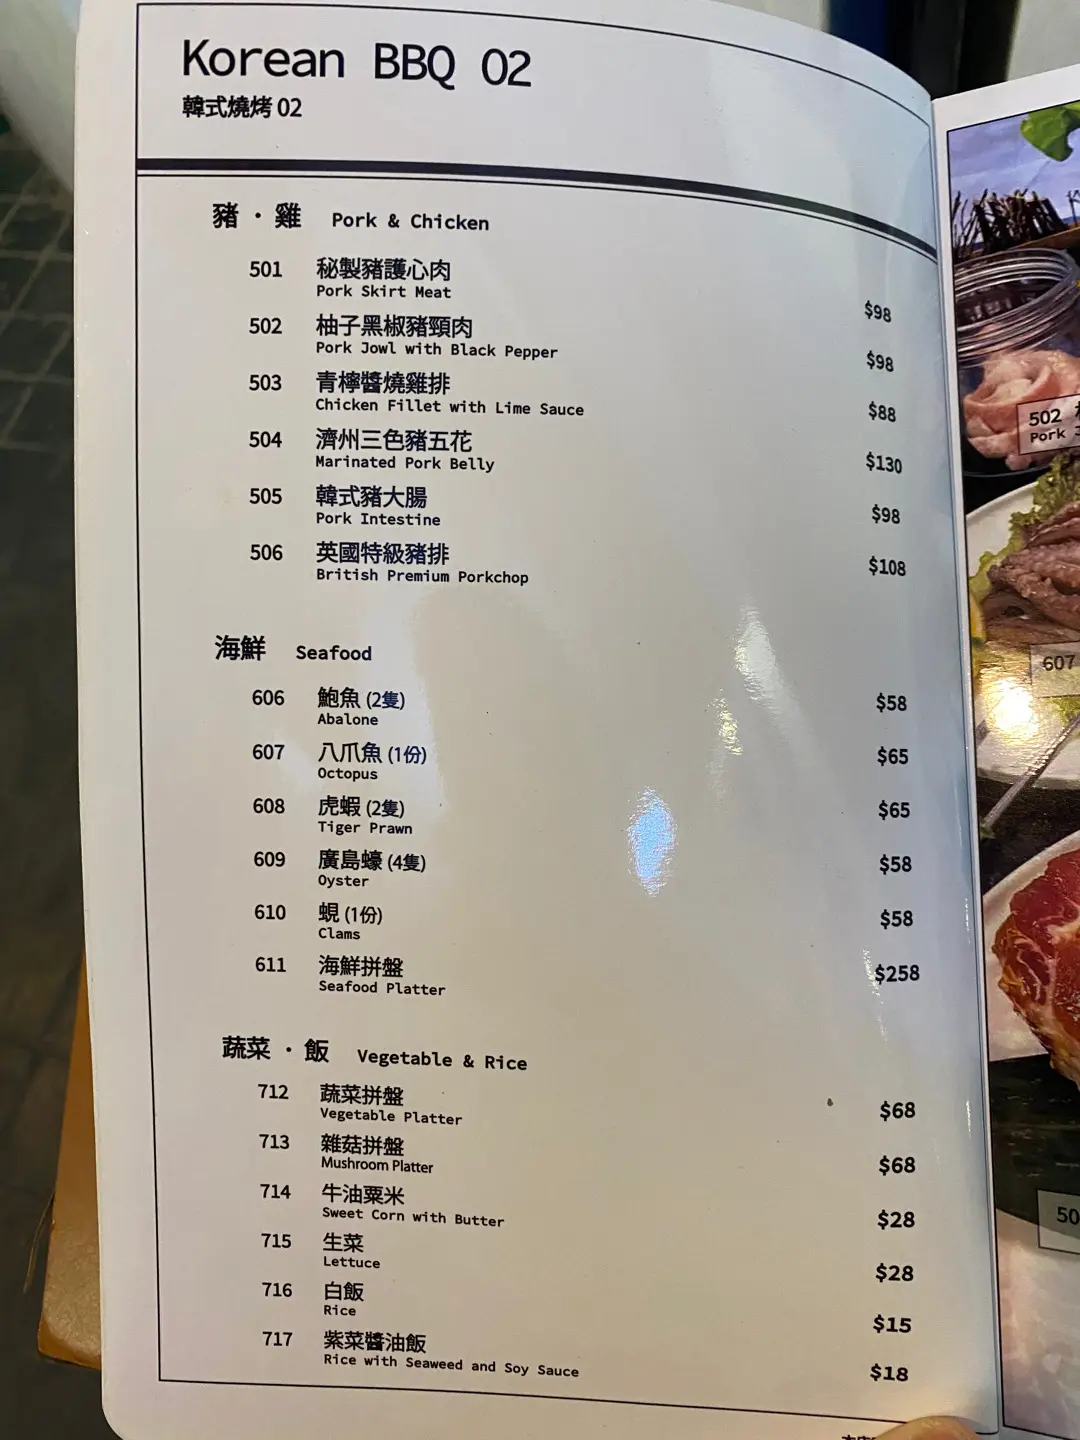 Korean BBQ 02
韓式燒烤 02
豬 · 雞 Pork & Chicken
501 秘製豬護心肉
Pork Skirt Meat
$98
502 柚子黑椒豬頸肉
Pork Jowl with Black Pepper
$98
503 青檸醬燒雞排
Chicken Fillet with Lime Sauce
$88
504 濟州三色豬五花
Marinated Pork Belly
$130
505 韓式豬大腸
Pork Intestine
$98
506 英國特級豬排
British Premium Porkchop
$108
海鮮 Seafood
606 鮑魚 (2隻) $58
Abalone
607 八爪魚 (1份) $65
Octopus
608 虎蝦 (2隻) $65
Tiger Prawn
609 廣島蠔 (4隻) $58
Oyster
610 蜆 (1份) $58
Clams
611 海鮮拼盤 $258
Seafood Platter
蔬菜 · 飯 Vegetable & Rice
712 蔬菜拼盤
Vegetable Platter
$68
713 雜菇拼盤
Mushroom Platter
$68
714 牛油粟米
Sweet Corn with Butter
$28
715 生菜
Lettuce
$28
716 白飯
Rice
$15
717 紫菜醬油飯
Rice with Seaweed and Soy Sauce
$18
502
Pork
607
50